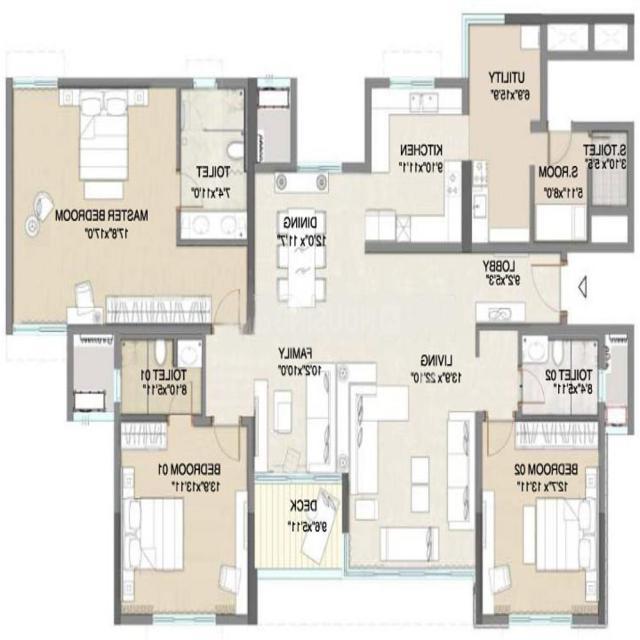 UTILITY
6'9"x15'9"
S.TOILET
3'10"x5'5"
KITCHEN
9'10"x11'1"
S.ROOM
5'11"x8'0"
TOILET
7'4"x11'0"
MASTER BEDROOM
17'8"x17'0"
DINING
12'0"x11'7"
LOBBY
9'2"x5'3"
FAMILY
10'2"x10'0"
LIVING
13'9"x22'10"
TOILET 01
8'10"x5'11"
TOILET 02
8'4"x5'11"
BEDROOM 01
13'9"x13'11"
BEDROOM 02
12'7"x13'11"
DECK
9'6"x5'11"